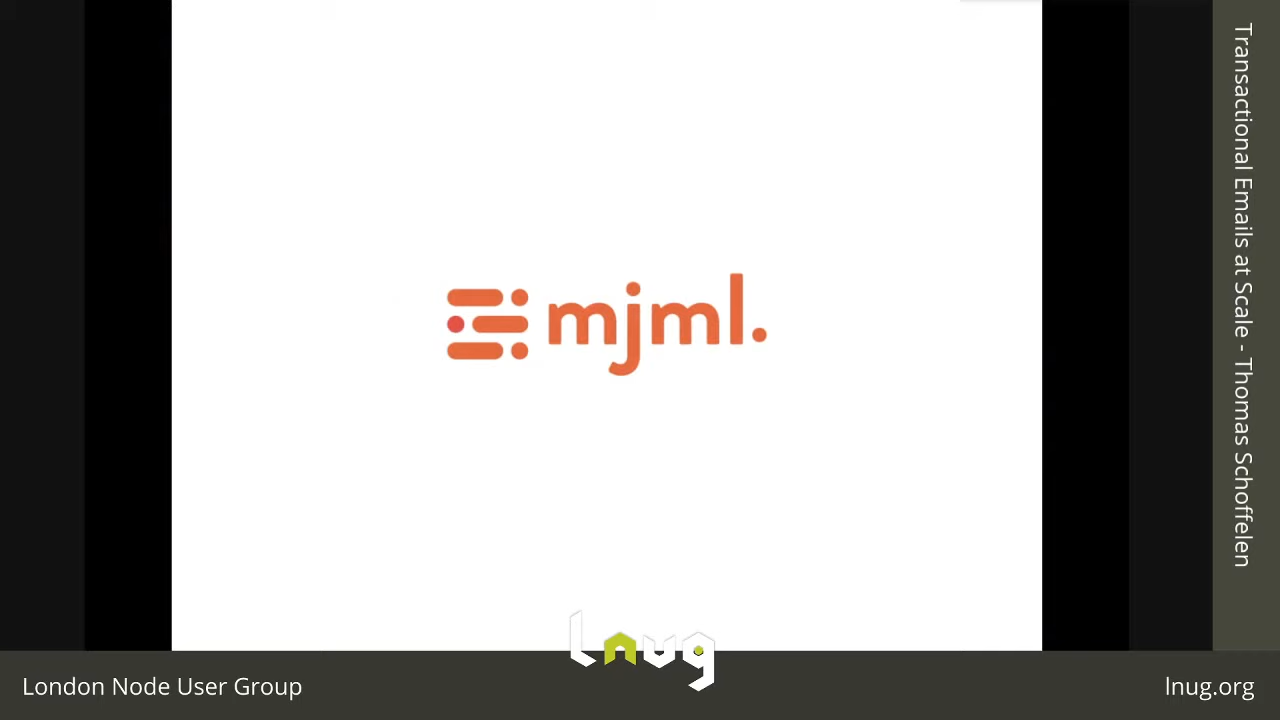 mjml.
Transactional Emails at Scale - Thomas Schoffelen
lnug
London Node User Group
lnug.org